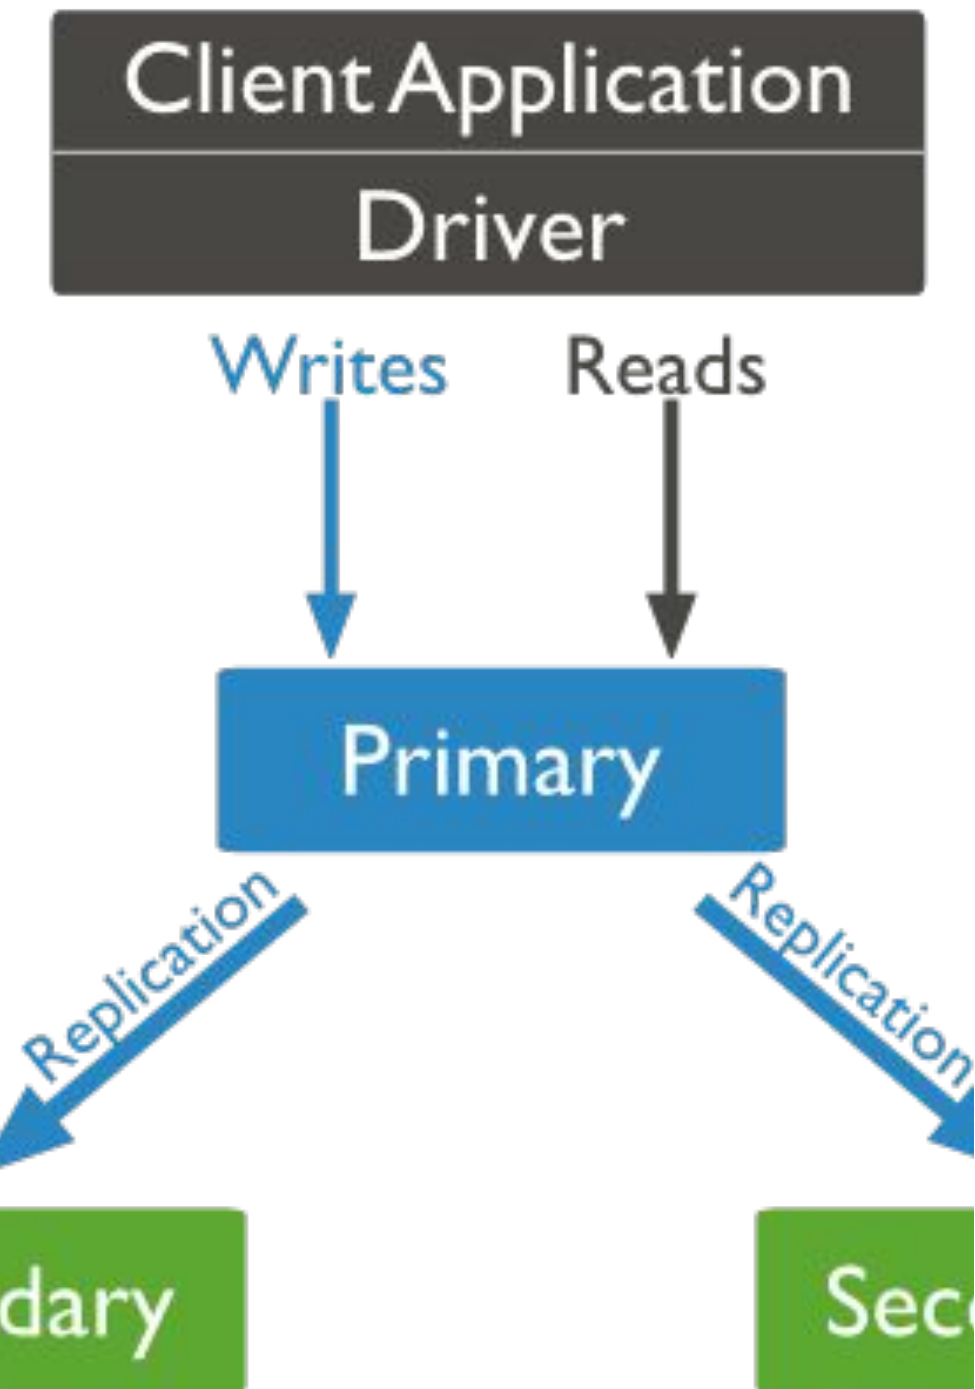 Client Application
Driver
Writes
Reads
Primary
Replication
Replication
dary
Sec